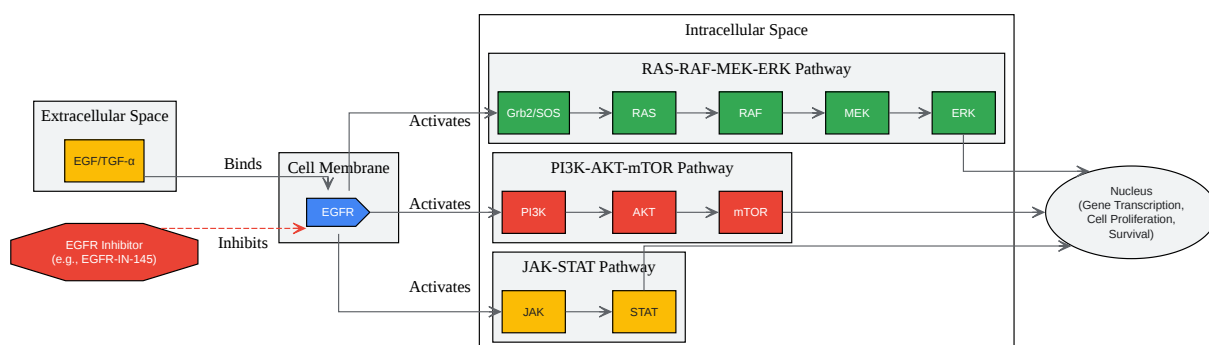 Intracellular Space
RAS-RAF-MEK-ERK Pathway
Grb2/SOS
RAS
RAF
MEK
ERK
Activates
Extracellular Space
EGF/TGF-α
Binds
Cell Membrane
EGFR
PI3K-AKT-mTOR Pathway
Activates
PI3K
AKT
mTOR
Nucleus
(Gene Transcription,
Cell Proliferation,
Survival)
EGFR Inhibitor
(e.g., EGFR-IN-145)
Inhibits
JAK-STAT Pathway
Activates
JAK
STAT